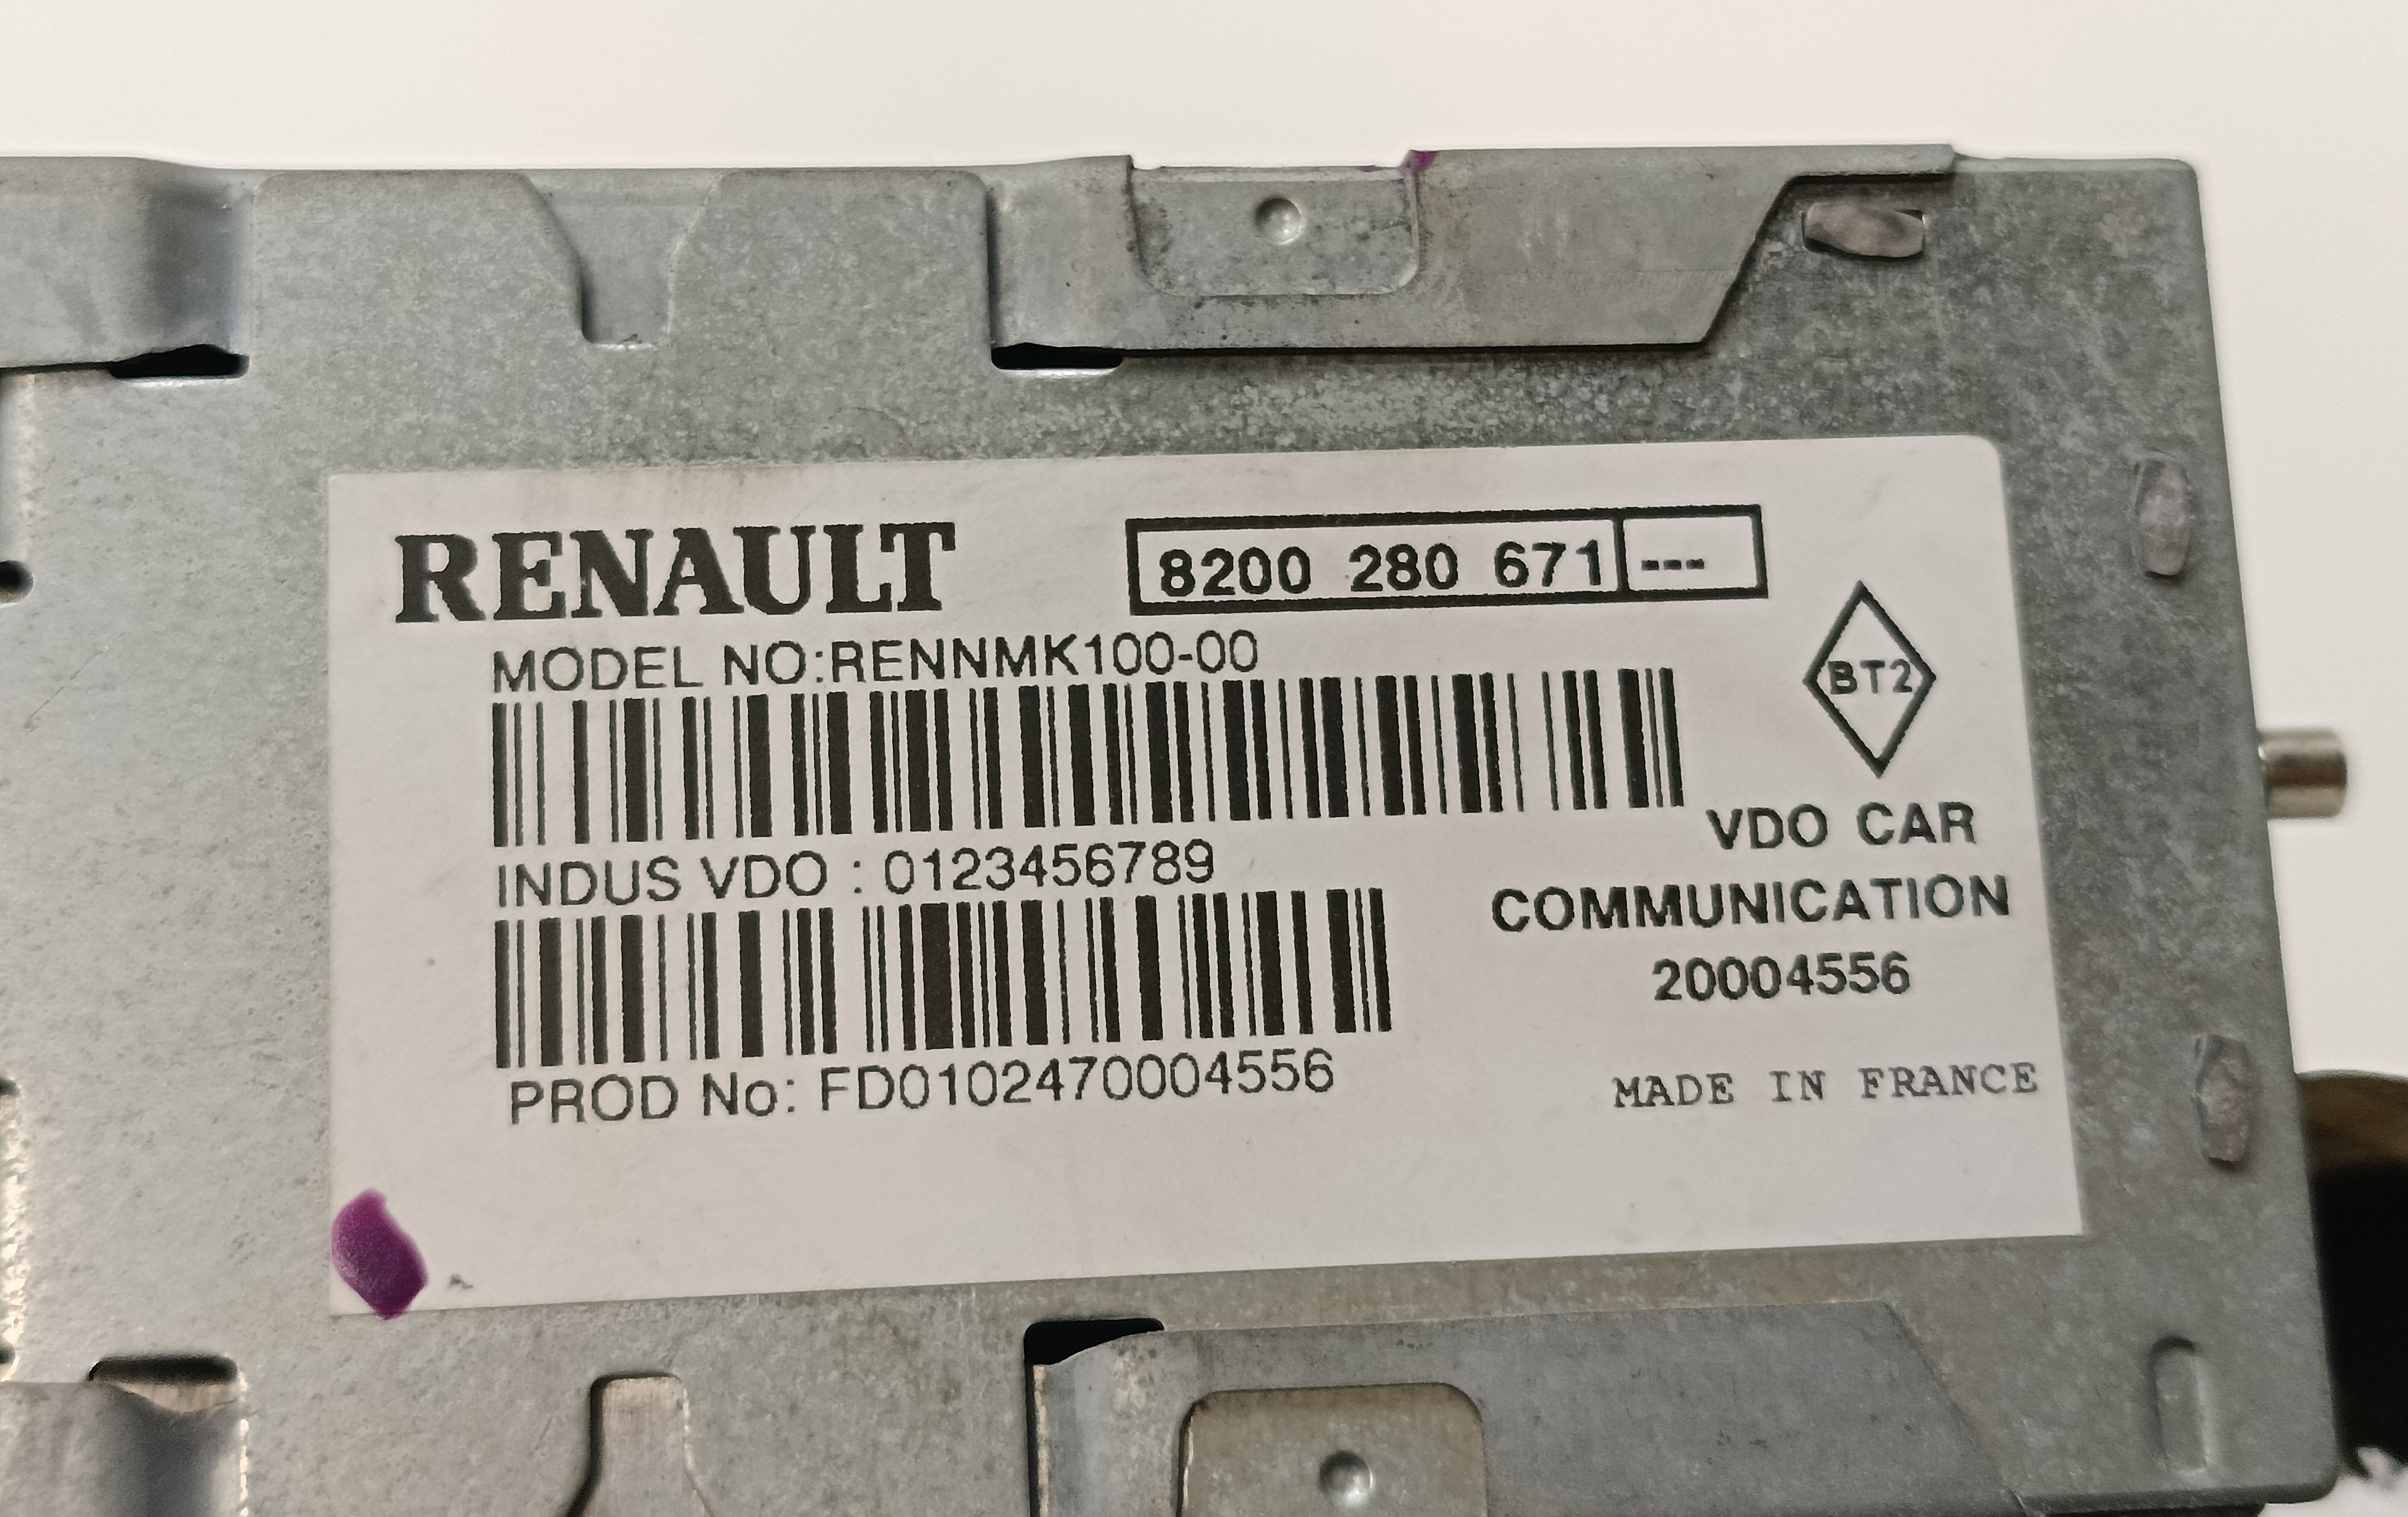 RENAULT
8200 280 671 ---
MODEL NO:RENNMK100-00
BT2
INDUS VDO : 0123456789
VDO CAR
COMMUNICATION
20004556
PROD No: FD0102470004556
MADE IN FRANCE